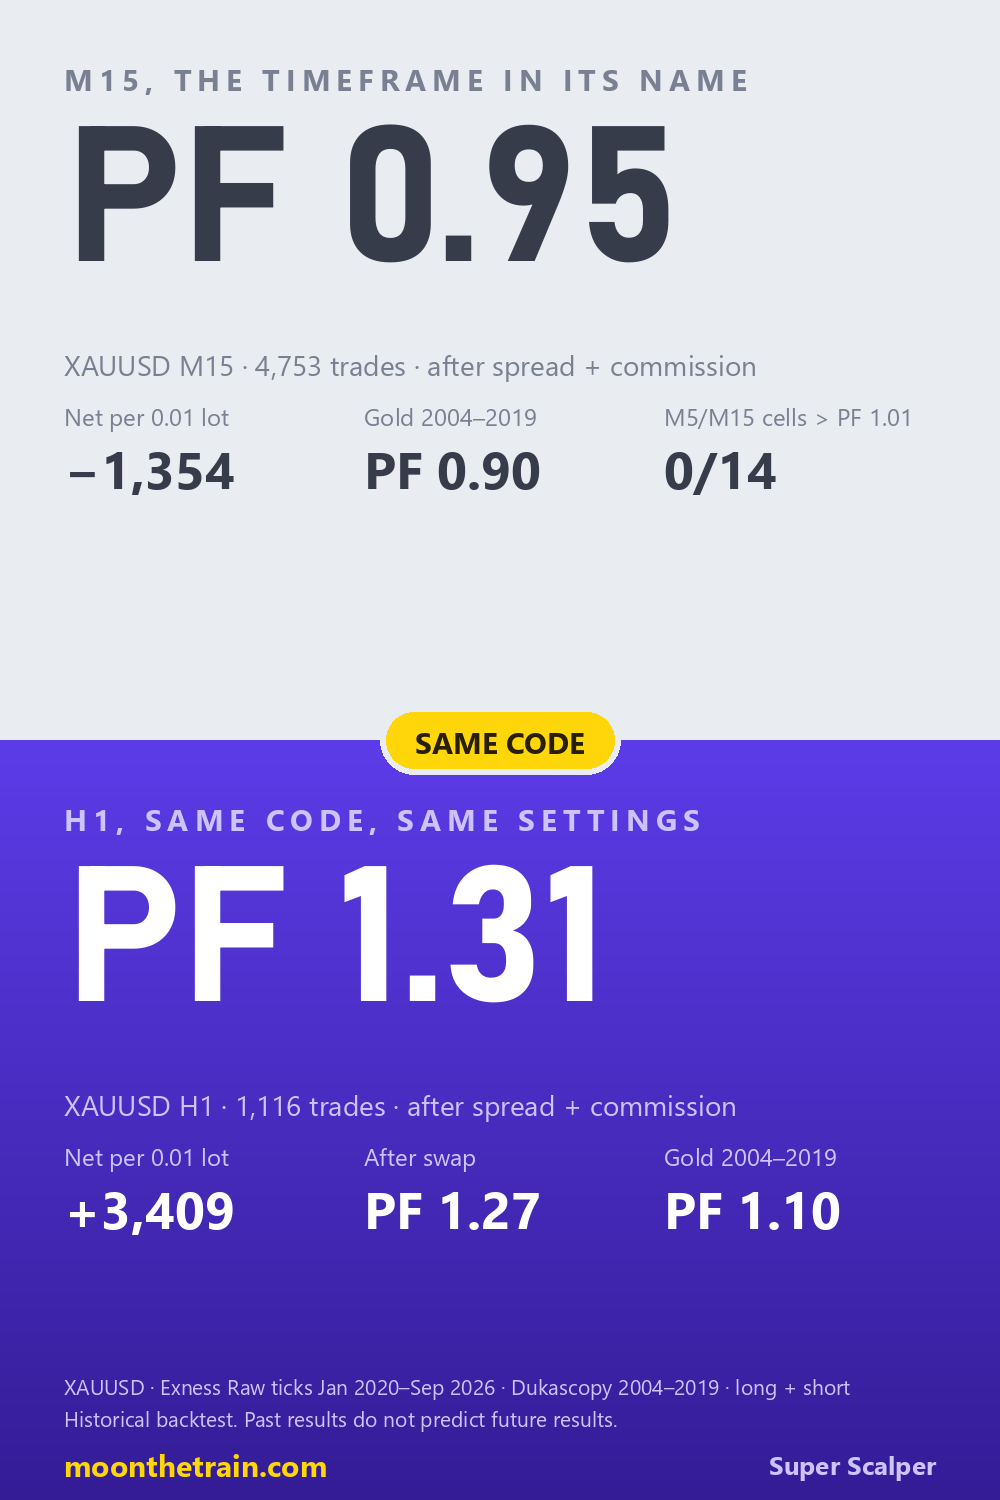 M15, THE TIMEFRAME IN ITS NAME
PF 0.95
XAUUSD M15 · 4,753 trades · after spread + commission
Net per 0.01 lot Gold 2004–2019 M5/M15 cells > PF 1.01
−1,354 PF 0.90 0/14
SAME CODE
H1, SAME CODE, SAME SETTINGS
PF 1.31
XAUUSD H1 · 1,116 trades · after spread + commission
Net per 0.01 lot After swap Gold 2004–2019
+3,409 PF 1.27 PF 1.10
XAUUSD · Exness Raw ticks Jan 2020–Sep 2026 · Dukascopy 2004–2019 · long + short
Historical backtest. Past results do not predict future results.
moonthetrain.com Super Scalper